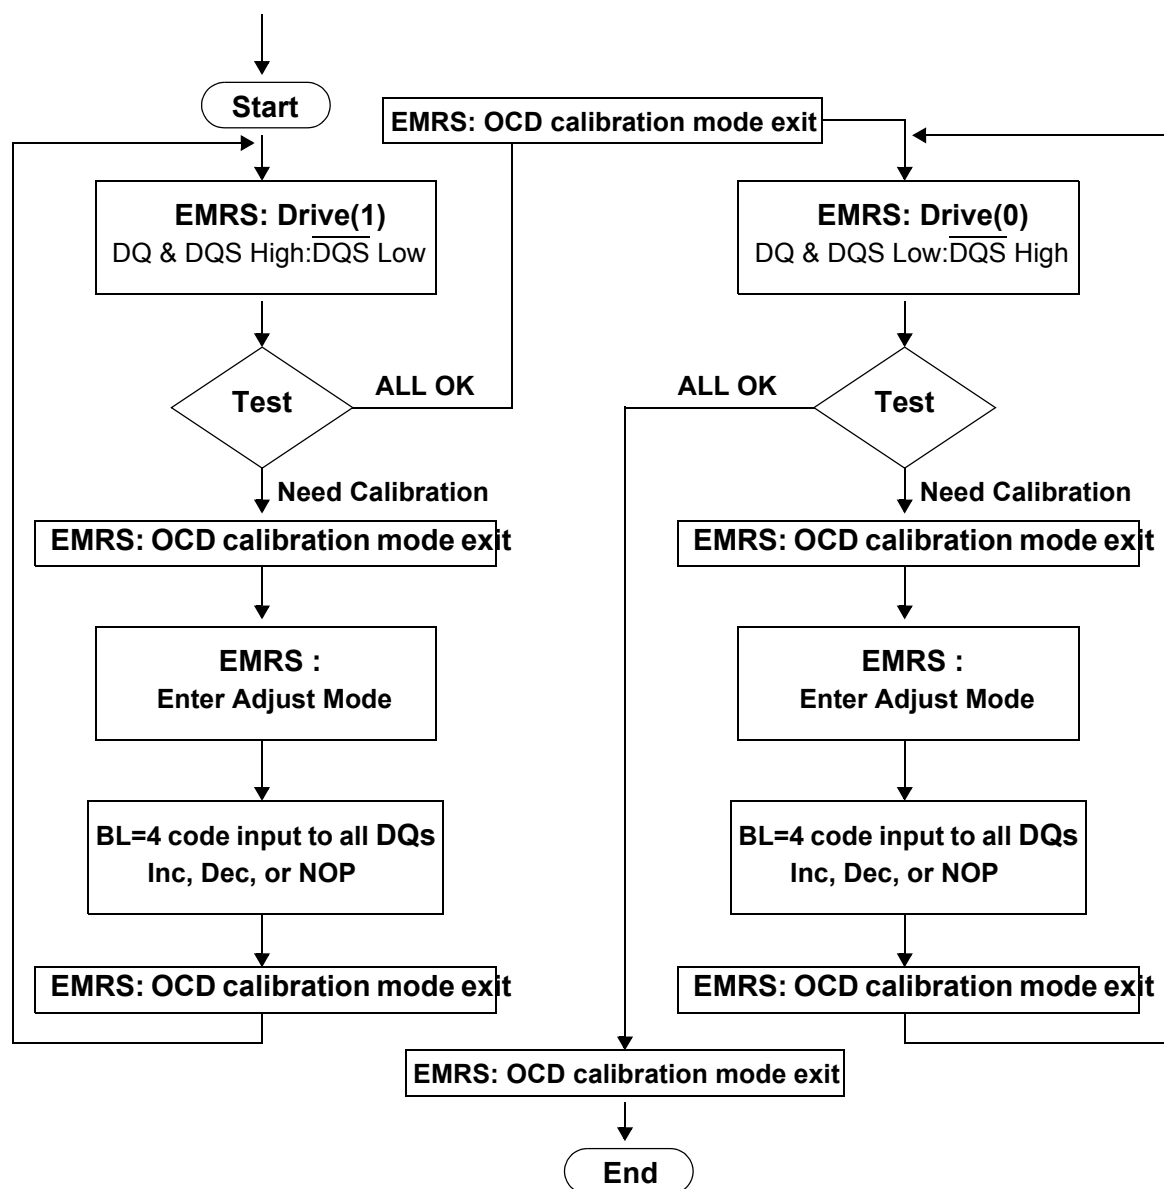 Start
EMRS: OCD calibration mode exit
EMRS: Drive(1)
DQ & DQS High:D̅Q̅S̅ Low
Test
ALL OK
Need Calibration
EMRS: OCD calibration mode exit
EMRS :
Enter Adjust Mode
BL=4 code input to all DQs
Inc, Dec, or NOP
EMRS: OCD calibration mode exit
EMRS: Drive(0)
DQ & DQS Low:D̅Q̅S̅ High
ALL OK
Test
Need Calibration
EMRS: OCD calibration mode exit
EMRS :
Enter Adjust Mode
BL=4 code input to all DQs
Inc, Dec, or NOP
EMRS: OCD calibration mode exit
EMRS: OCD calibration mode exit
End